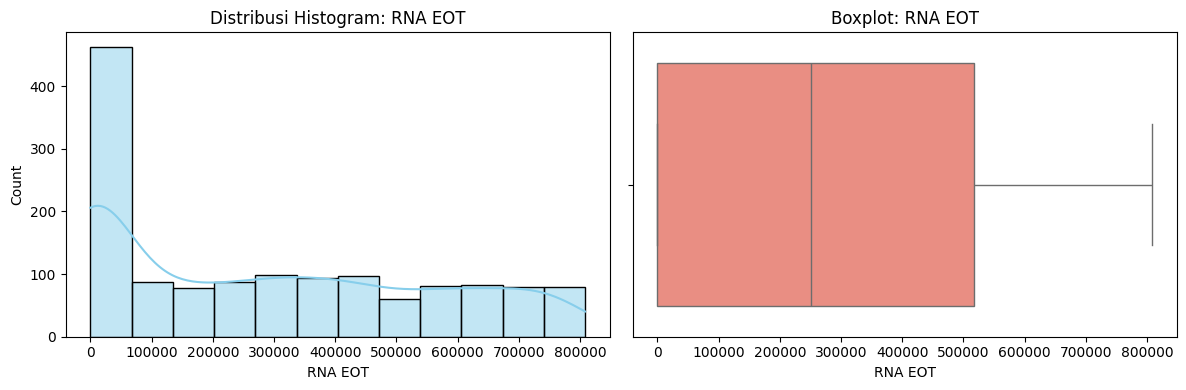 Distribusi Histogram: RNA EOT
Count
400
300
200
100
0
0 100000 200000 300000 400000 500000 600000 700000 800000
RNA EOT
Boxplot: RNA EOT
0 100000 200000 300000 400000 500000 600000 700000 800000
RNA EOT